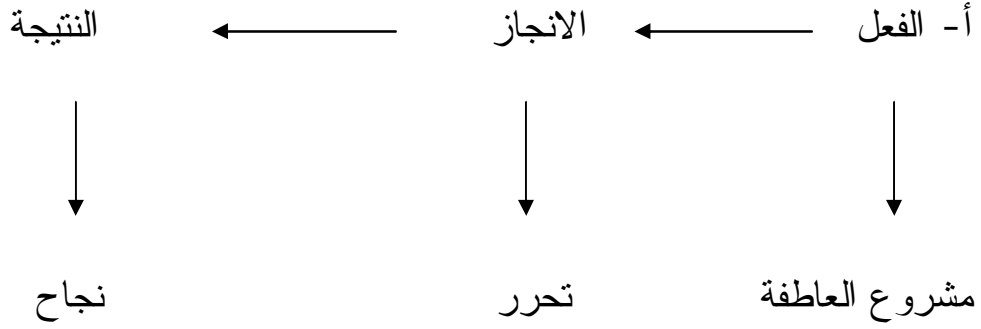 أ- الفعل الانجاز النتيجة
مشروع العاطفة تحرر نجاح